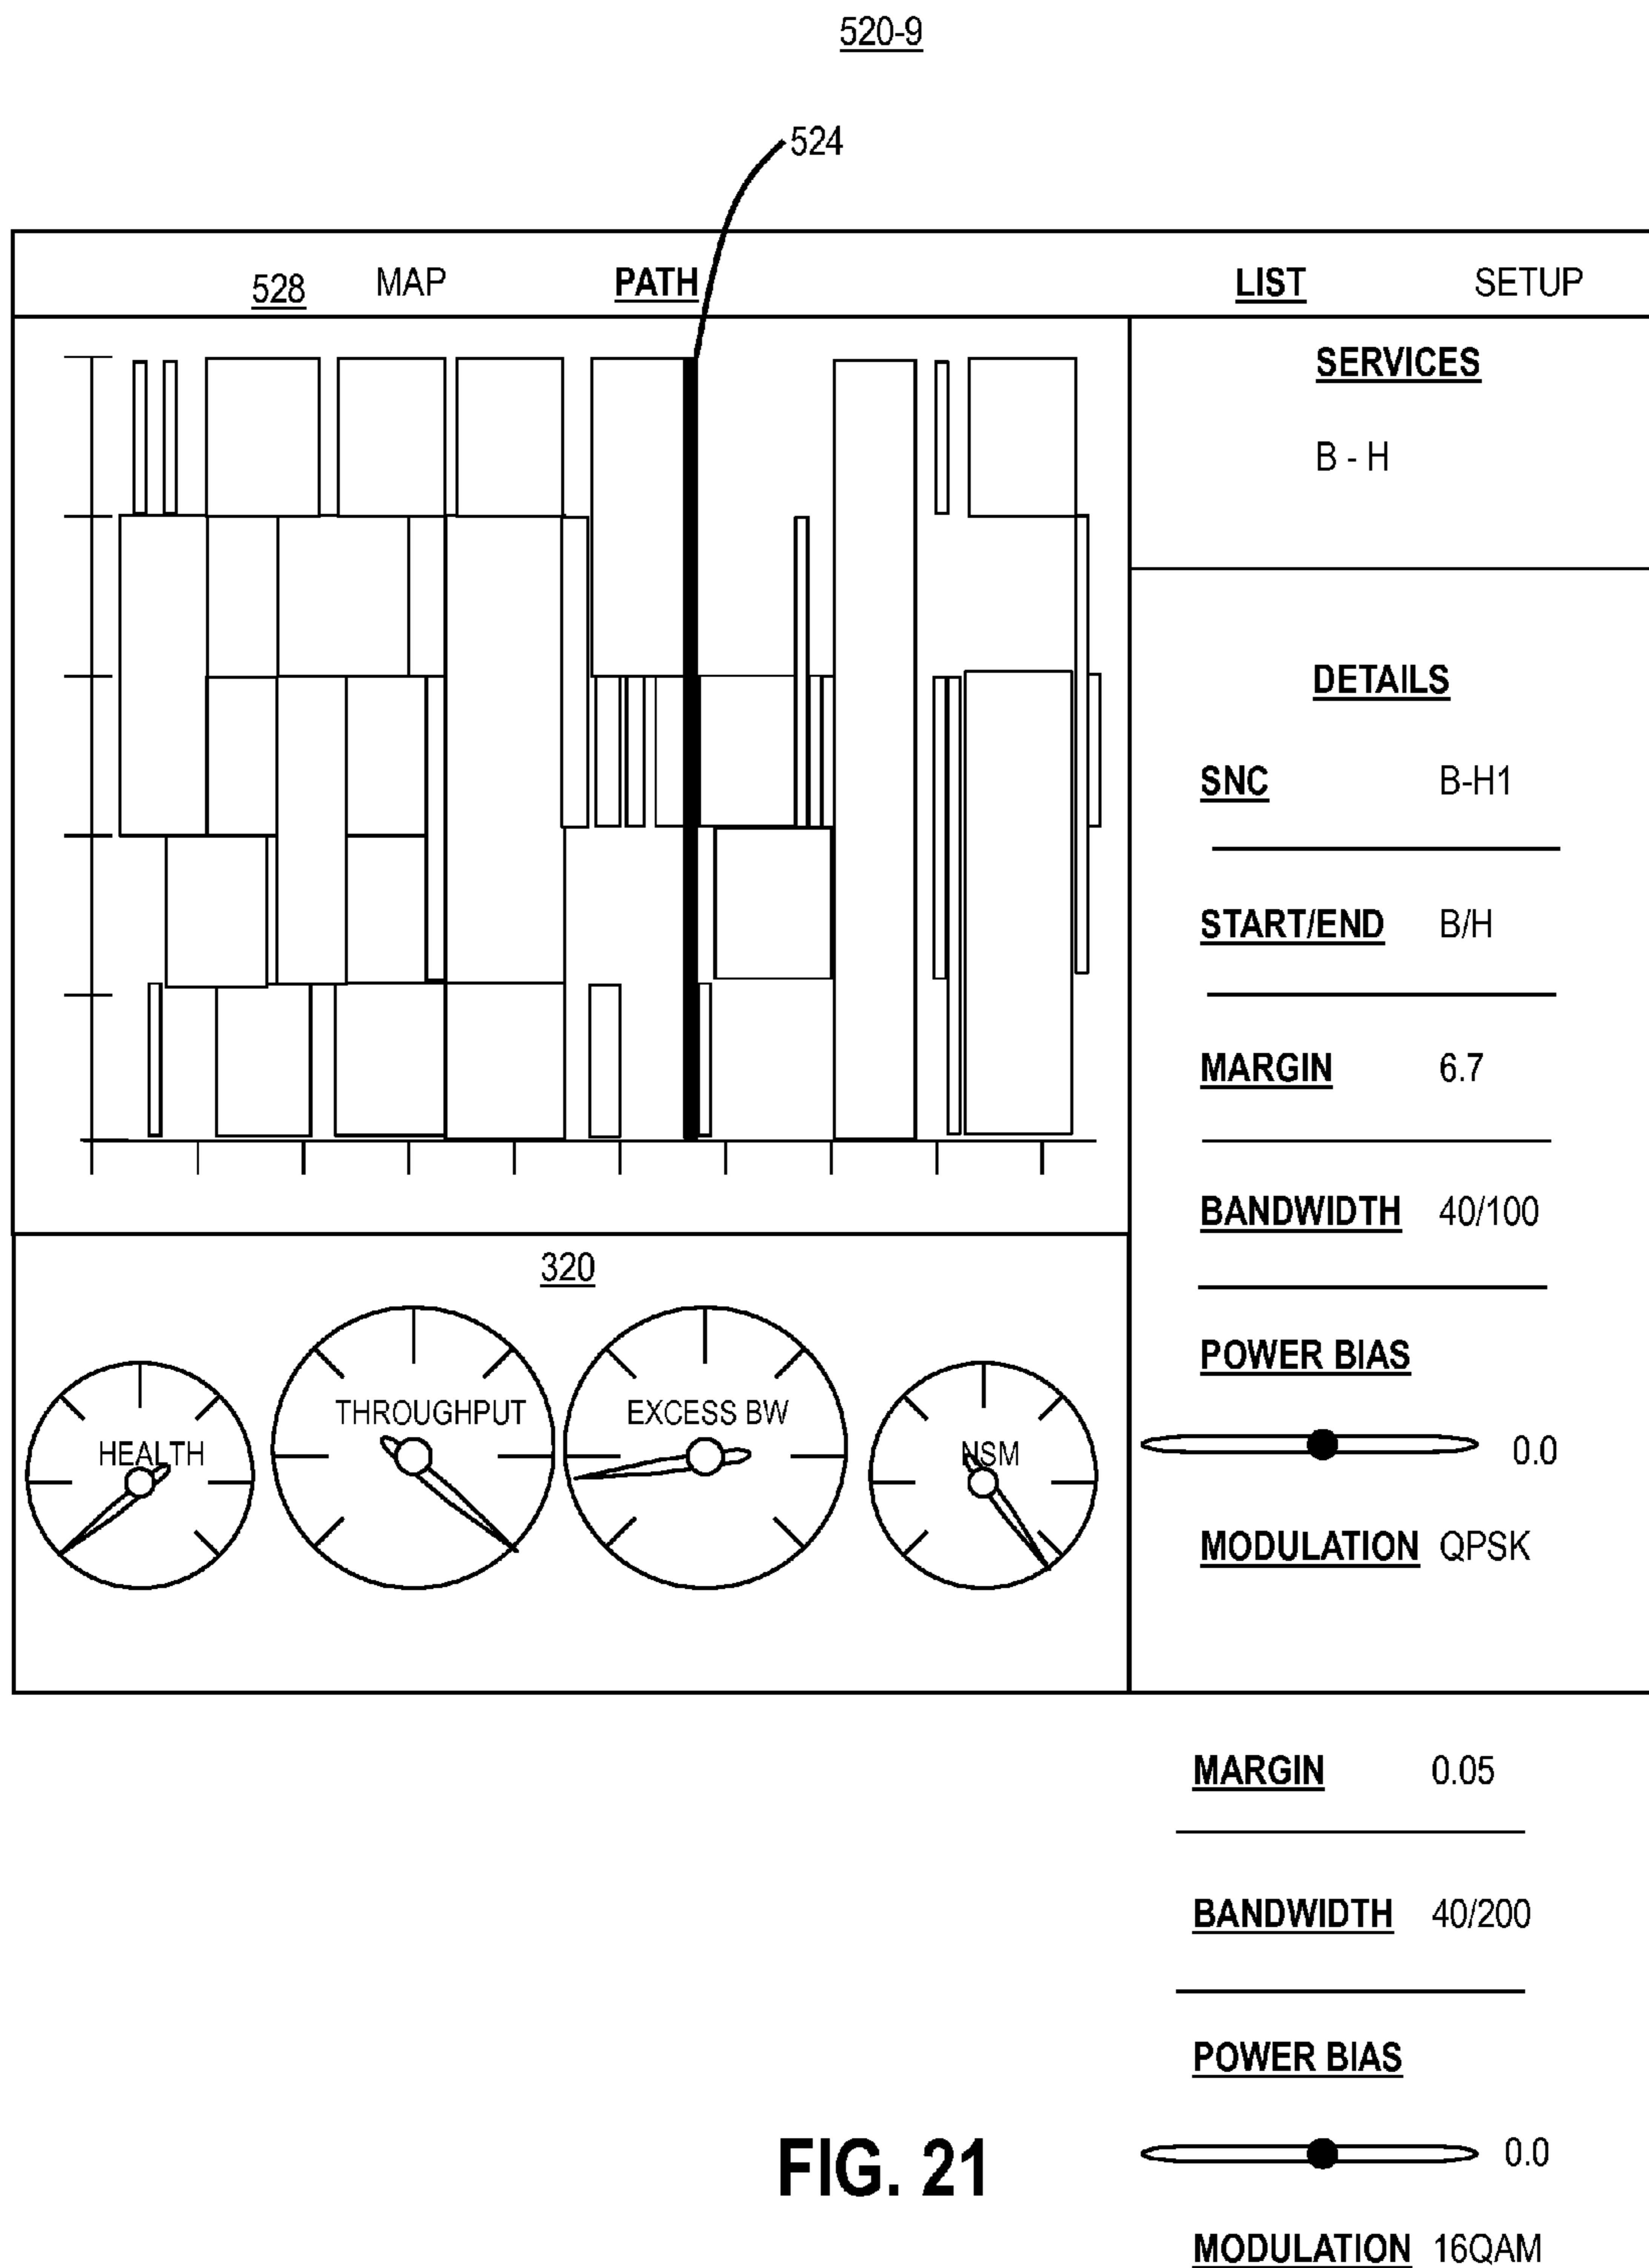 520-9
524
528 MAP PATH LIST SETUP
SERVICES
B - H
DETAILS
SNC B-H1
START/END B/H
MARGIN 6.7
BANDWIDTH 40/100
POWER BIAS
0.0
MODULATION QPSK
320
HEALTH
THROUGHPUT
EXCESS BW
NSM
MARGIN 0.05
BANDWIDTH 40/200
POWER BIAS
0.0
MODULATION 16QAM
FIG. 21